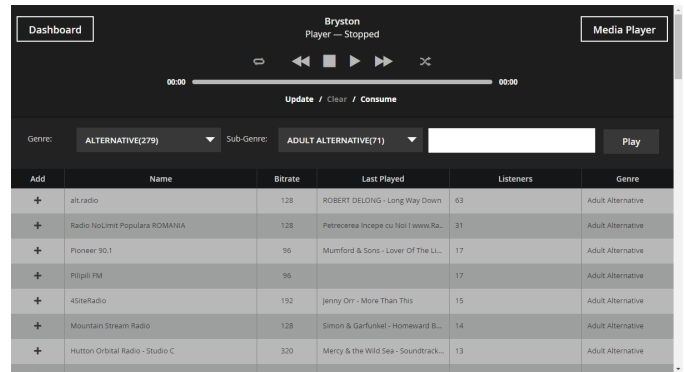 Dashboard
Bryston
Player — Stopped
Media Player
00:00
00:00
Update / Clear / Consume
Genre: ALTERNATIVE(279) Sub-Genre: ADULT ALTERNATIVE(71) Play
Add Name Bitrate Last Played Listeners Genre
+ alt.radio 128 ROBERT DELONG - Long Way Down 63 Adult Alternative
+ Radio NoLimit Populara ROMANIA 128 Petrecerea incepe cu Noi ! www.Ra... 31 Adult Alternative
+ Pioneer 90.1 96 Mumford & Sons - Lover Of The Li... 17 Adult Alternative
+ Pilipili FM 96 17 Adult Alternative
+ 4SiteRadio 192 Jenny Orr - More Than This 15 Adult Alternative
+ Mountain Stream Radio 128 Simon & Garfunkel - Homeward B... 14 Adult Alternative
+ Hutton Orbital Radio - Studio C 320 Mercy & the Wild Sea - Soundtrack... 13 Adult Alternative